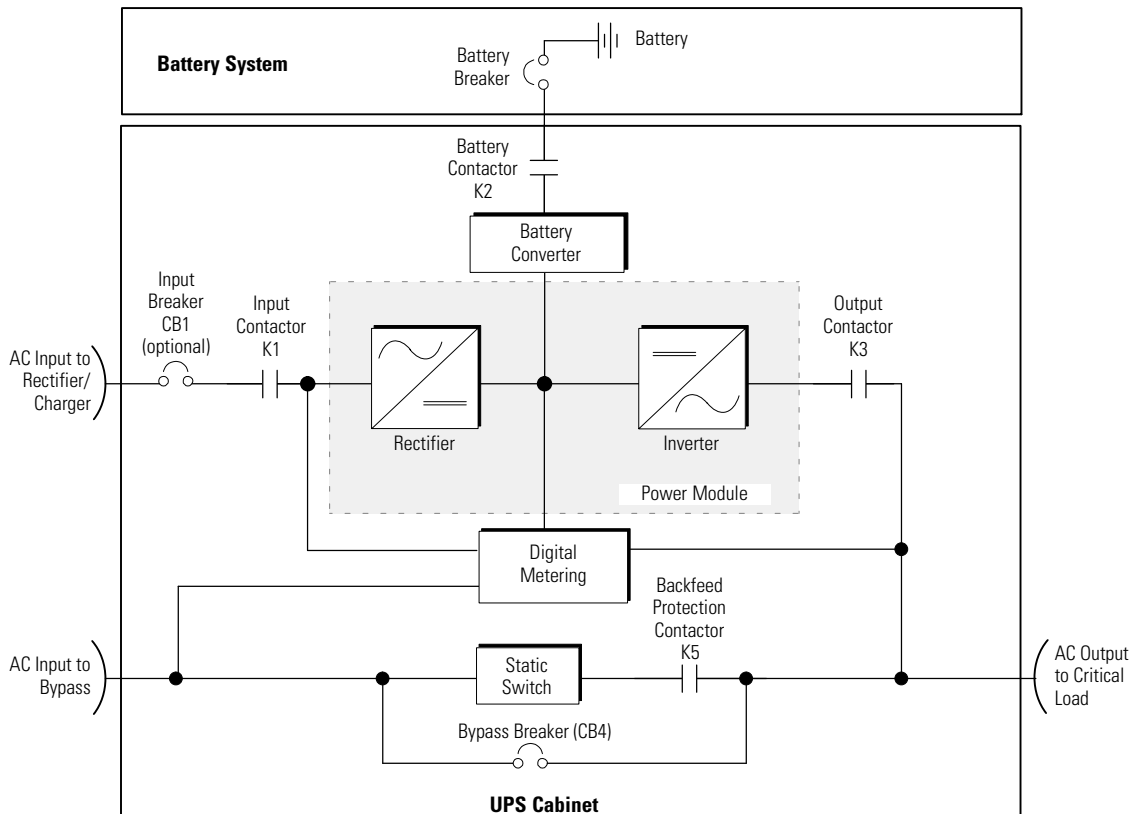 Battery System
Battery
Breaker
Battery
Battery
Contactor
K2
Battery
Converter
Input
Breaker
CB1
(optional)
Input
Contactor
K1
Output
Contactor
K3
AC Input to
Rectifier/
Charger
Rectifier
Inverter
Power Module
Digital
Metering
Backfeed
Protection
Contactor
K5
AC Input to
Bypass
Static
Switch
AC Output
to Critical
Load
Bypass Breaker (CB4)
UPS Cabinet